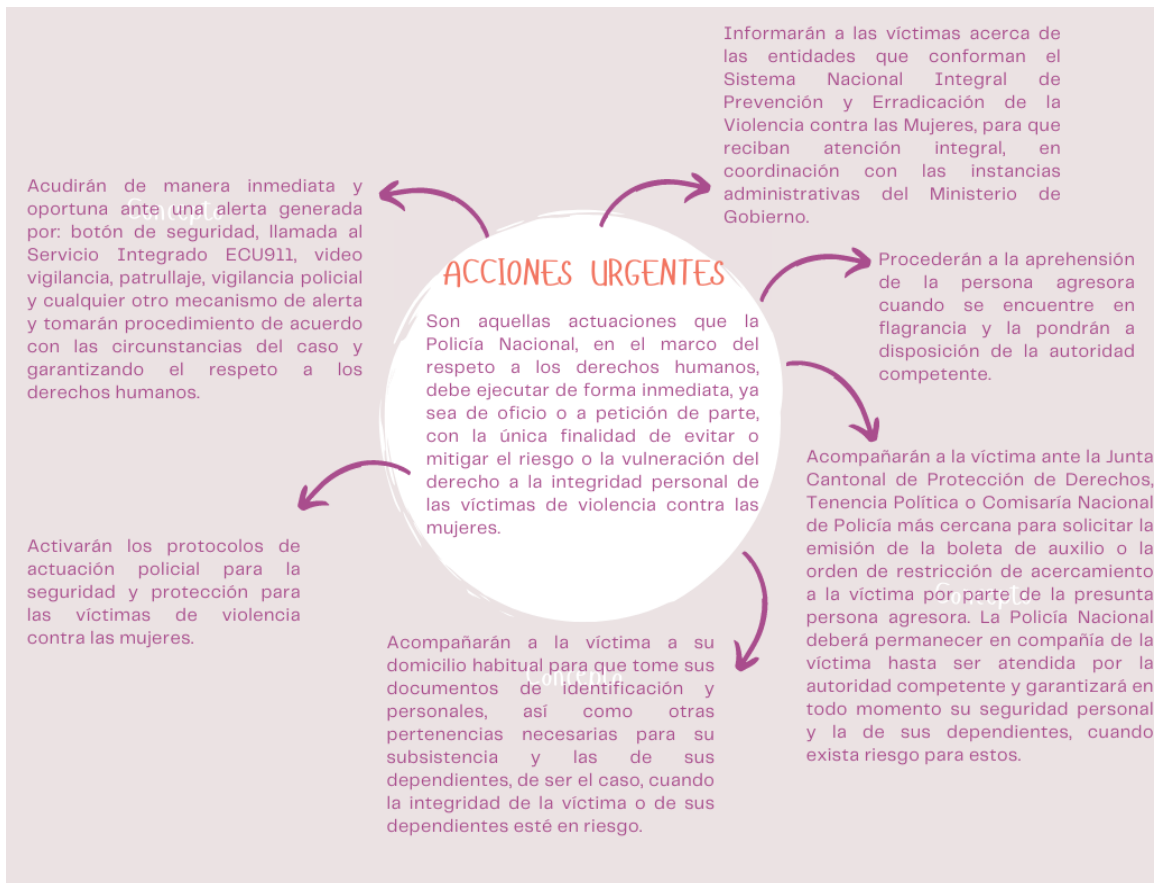 Informarán a las víctimas acerca de
las entidades que conforman el
Sistema Nacional Integral de
Prevención y Erradicación de la
Violencia contra las Mujeres, para que
reciban atención integral, en
coordinación con las instancias
administrativas del Ministerio de
Gobierno.
Acudirán de manera inmediata y
oportuna ante una alerta generada
por: botón de seguridad, llamada al
Servicio Integrado ECU911, video
vigilancia, patrullaje, vigilancia policial
y cualquier otro mecanismo de alerta
y tomarán procedimiento de acuerdo
con las circunstancias del caso y
garantizando el respeto a los
derechos humanos.
Concepto
ACCIONES URGENTES
Son aquellas actuaciones que la
Policía Nacional, en el marco del
respeto a los derechos humanos,
debe ejecutar de forma inmediata, ya
sea de oficio o a petición de parte,
con la única finalidad de evitar o
mitigar el riesgo o la vulneración del
derecho a la integridad personal de
las víctimas de violencia contra las
mujeres.
Procederán a la aprehensión
de la persona agresora
cuando se encuentre en
flagrancia y la pondrán a
disposición de la autoridad
competente.
Acompañarán a la víctima ante la Junta
Cantonal de Protección de Derechos,
Tenencia Política o Comisaría Nacional
de Policía más cercana para solicitar la
emisión de la boleta de auxilio o la
orden de restricción de acercamiento
a la víctima por parte de la presunta
persona agresora. La Policía Nacional
deberá permanecer en compañía de la
víctima hasta ser atendida por la
autoridad competente y garantizará en
todo momento su seguridad personal
y la de sus dependientes, cuando
exista riesgo para estos.
Concepto
Activarán los protocolos de
actuación policial para la
seguridad y protección para
las víctimas de violencia
contra las mujeres.
Acompañarán a la víctima a su
domicilio habitual para que tome sus
documentos de identificación y
personales, así como otras
pertenencias necesarias para su
subsistencia y las de sus
dependientes, de ser el caso, cuando
la integridad de la víctima o de sus
dependientes esté en riesgo.
Concepto